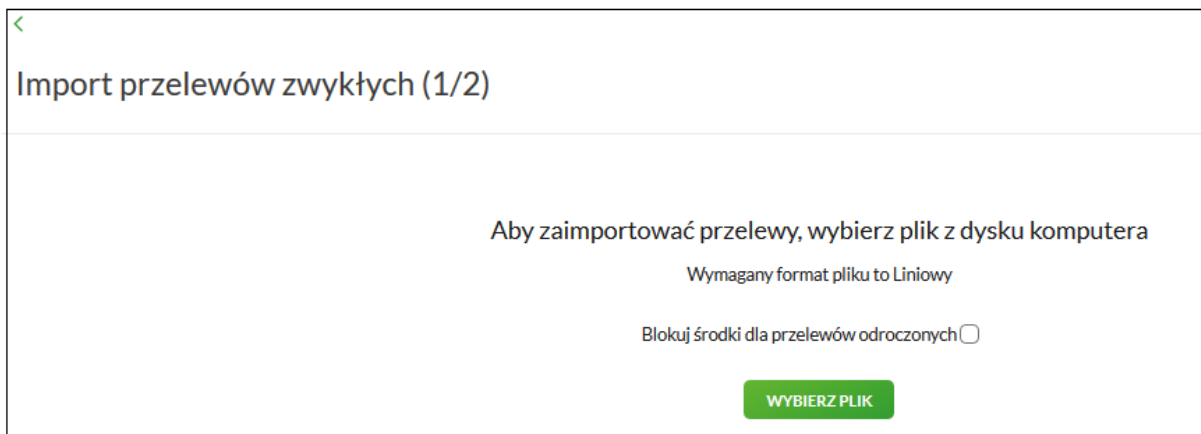 Import przelewów zwykłych (1/2)
Aby zaimportować przelewy, wybierz plik z dysku komputera
Wymagany format pliku to Liniowy
Blokuj środki dla przelewów odroczonych
WYBIERZ PLIK